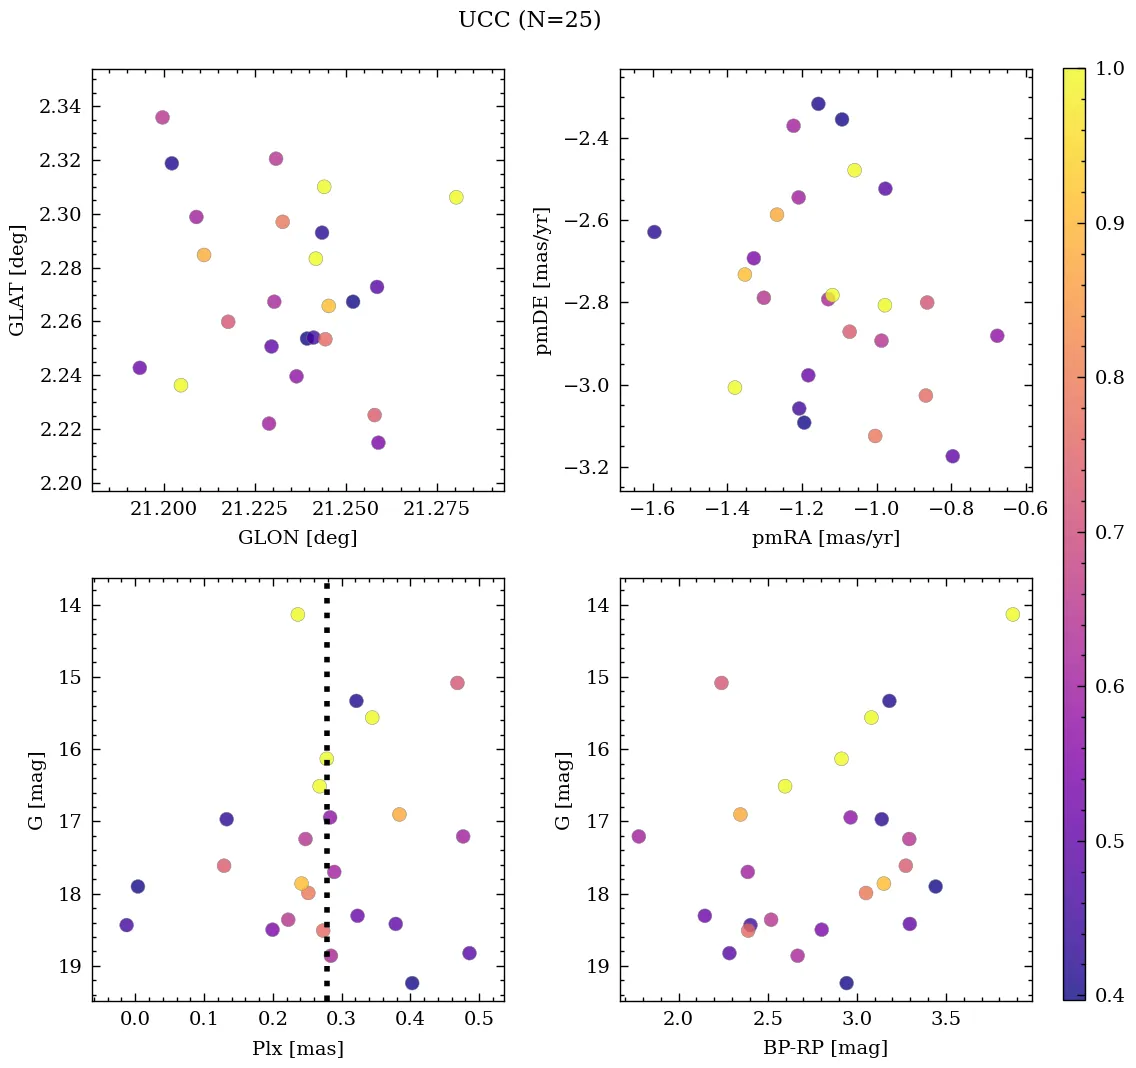 UCC (N=25)
2.34
2.32
2.30
2.28
2.26
2.24
2.22
2.20
GLAT [deg]
21.200 21.225 21.250 21.275
GLON [deg]
−2.4
−2.6
−2.8
−3.0
−3.2
pmDE [mas/yr]
−1.6 −1.4 −1.2 −1.0 −0.8 −0.6
pmRA [mas/yr]
1.0
0.9
0.8
0.7
0.6
0.5
0.4
14
15
16
17
18
19
G [mag]
0.0 0.1 0.2 0.3 0.4 0.5
Plx [mas]
14
15
16
17
18
19
G [mag]
2.0 2.5 3.0 3.5
BP-RP [mag]